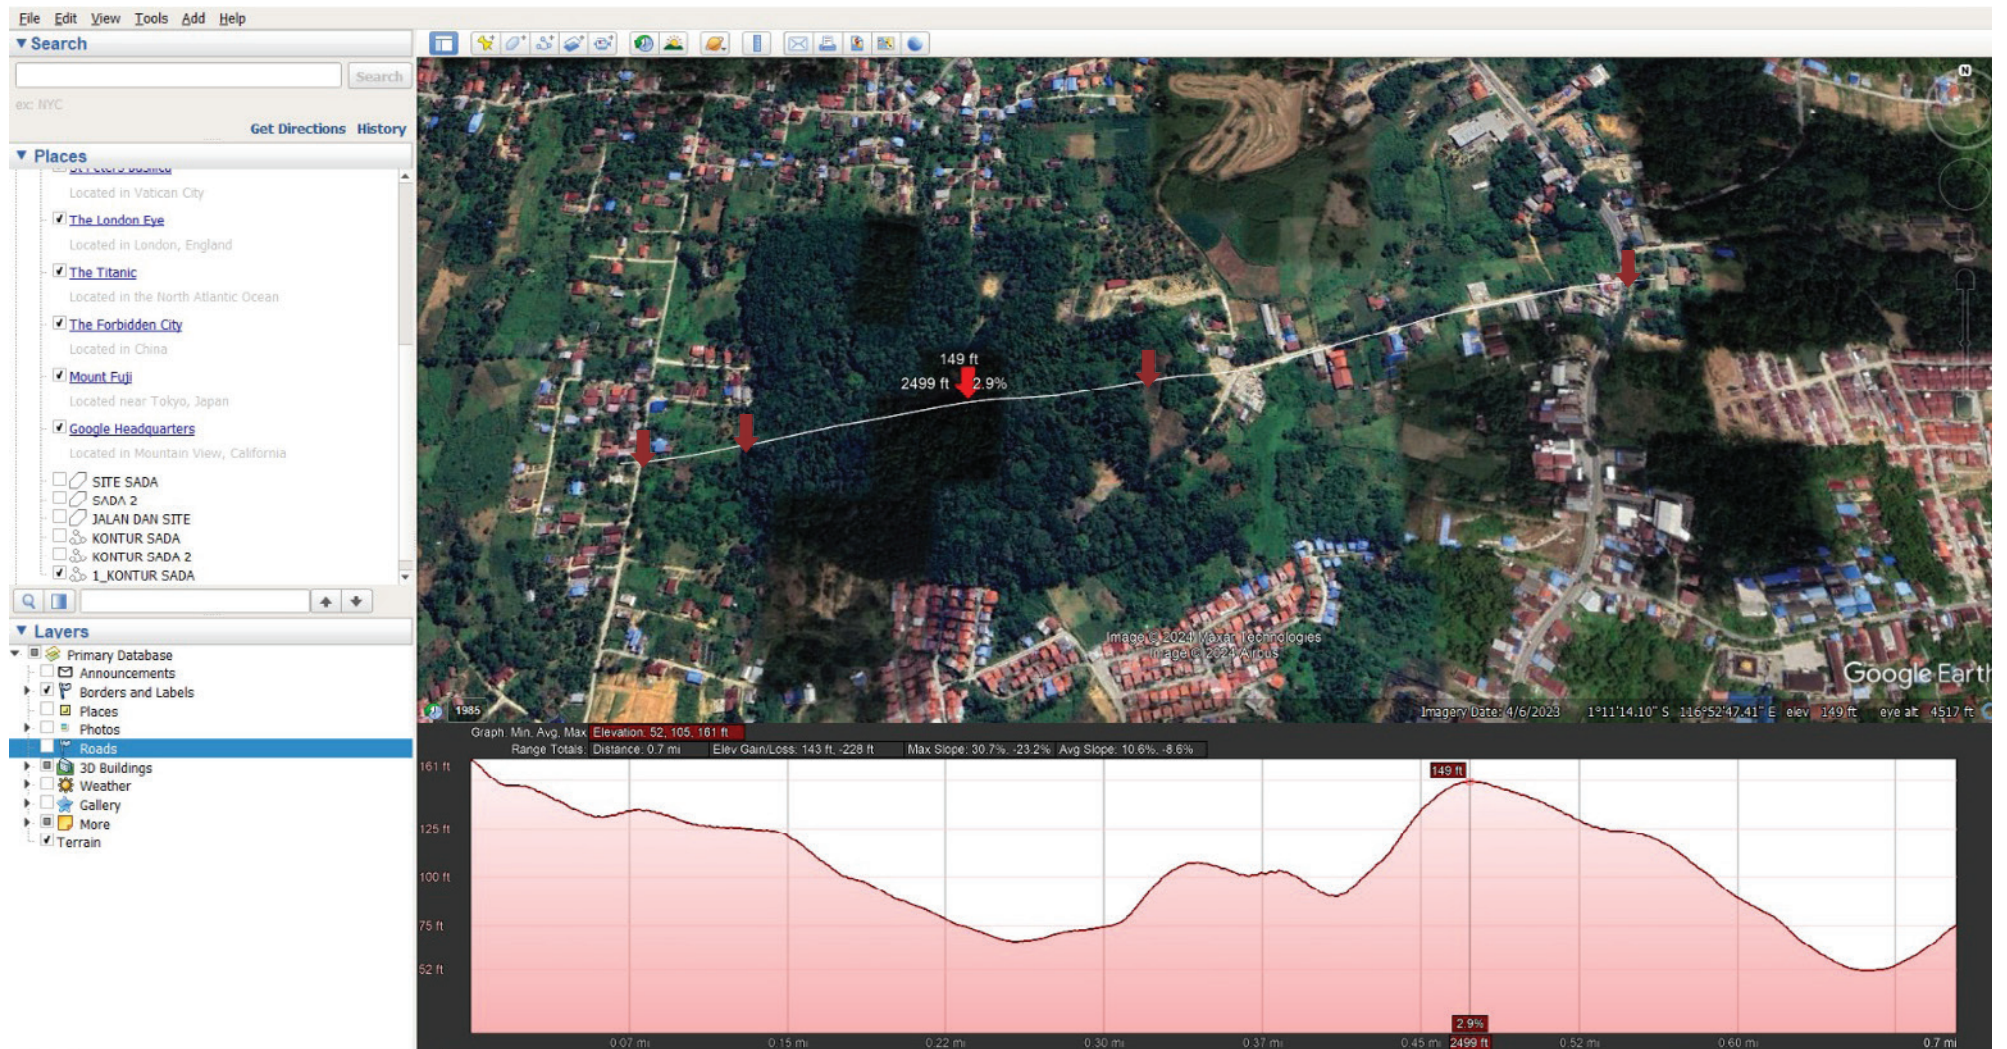 File Edit View Tools Add Help
Search
Search
ex: NYC
Get Directions History
Places
St Peters Basilica
Located in Vatican City
The London Eye
Located in London, England
The Titanic
Located in the North Atlantic Ocean
The Forbidden City
Located in China
Mount Fuji
Located near Tokyo, Japan
Google Headquarters
Located in Mountain View, California
SITE SADA
SADA 2
JALAN DAN SITE
KONTUR SADA
KONTUR SADA 2
1_KONTUR SADA
Layers
Primary Database
Announcements
Borders and Labels
Places
Photos
Roads
3D Buildings
Weather
Gallery
More
Terrain
N
149 ft
2499 ft 2.9%
Image © 2024 Maxar Technologies
Image © 2024 Airbus
Google Earth
1985
Imagery Date: 4/6/2023 1°11'14.10" S 116°52'47.41" E elev 149 ft eye alt 4517 ft
Graph: Min, Avg, Max Elevation: 52, 105, 161 ft
Range Totals: Distance: 0.7 mi Elev Gain/Loss: 143 ft, -228 ft Max Slope: 30.7%, -23.2% Avg Slope: 10.6%, -8.6%
161 ft
149 ft
125 ft
100 ft
75 ft
52 ft
2.9%
0.07 mi 0.15 mi 0.22 mi 0.30 mi 0.37 mi 0.45 mi 2499 ft 0.52 mi 0.60 mi 0.7 mi